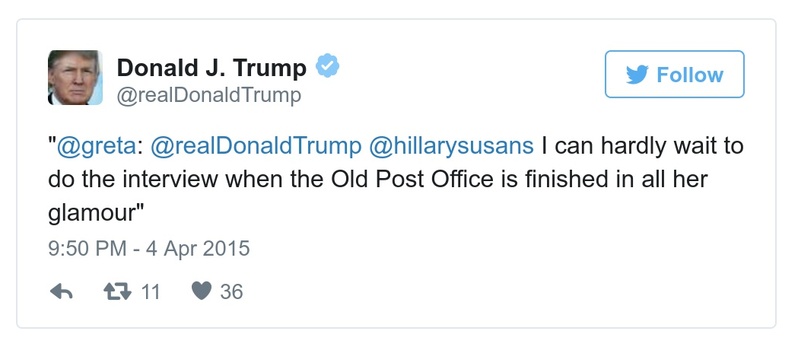 Donald J. Trump
@realDonaldTrump
Follow
"@greta: @realDonaldTrump @hillarysusans I can hardly wait to
do the interview when the Old Post Office is finished in all her
glamour"
9:50 PM - 4 Apr 2015
11 36